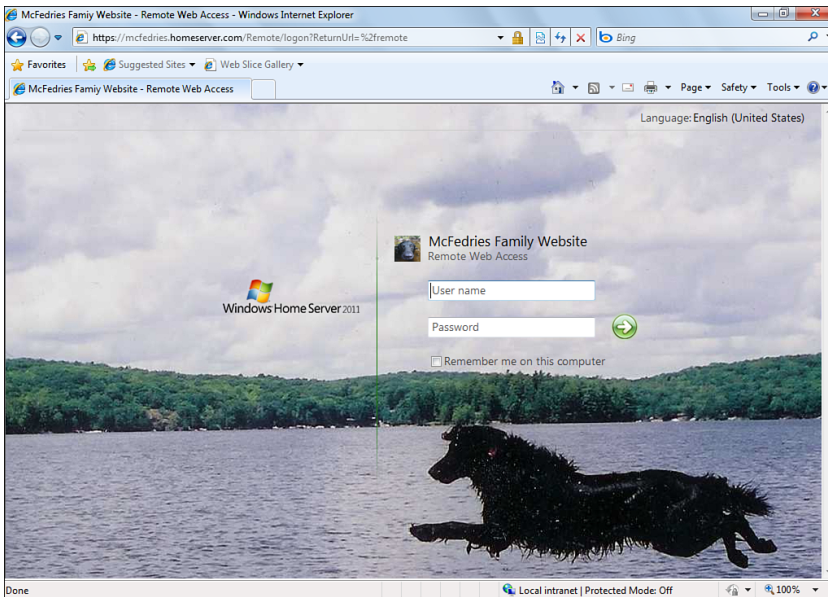 McFedries Famiy Website - Remote Web Access - Windows Internet Explorer
https://mcfedries.homeserver.com/Remote/logon?ReturnUrl=%2fremote
Bing
Favorites
Suggested Sites
Web Slice Gallery
McFedries Famiy Website - Remote Web Access
Page
Safety
Tools
Language: English (United States)
McFedries Family Website
Remote Web Access
User name
Windows Home Server 2011
Password
Remember me on this computer
Done
Local intranet | Protected Mode: Off
100%